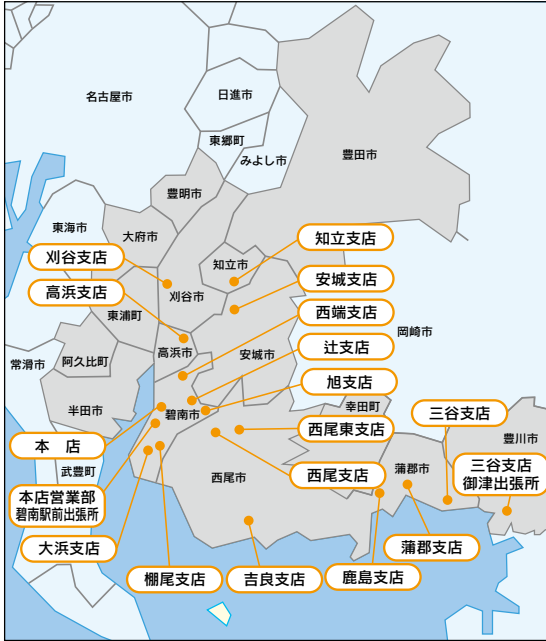 名古屋市
日進市
東郷町
みよし市
豊田市
豊明市
東海市
大府市
知立支店
刈谷支店
知立市
安城支店
高浜支店
刈谷市
西端支店
東浦町
岡崎市
辻支店
高浜市
安城市
常滑市
阿久比町
旭支店
半田市
碧南市
幸田町
三谷支店
西尾東支店
豊川市
本　店
武豊町
西尾市
西尾支店
蒲郡市
三谷支店
御津出張所
本店営業部
碧南駅前出張所
大浜支店
蒲郡支店
棚尾支店
吉良支店
鹿島支店